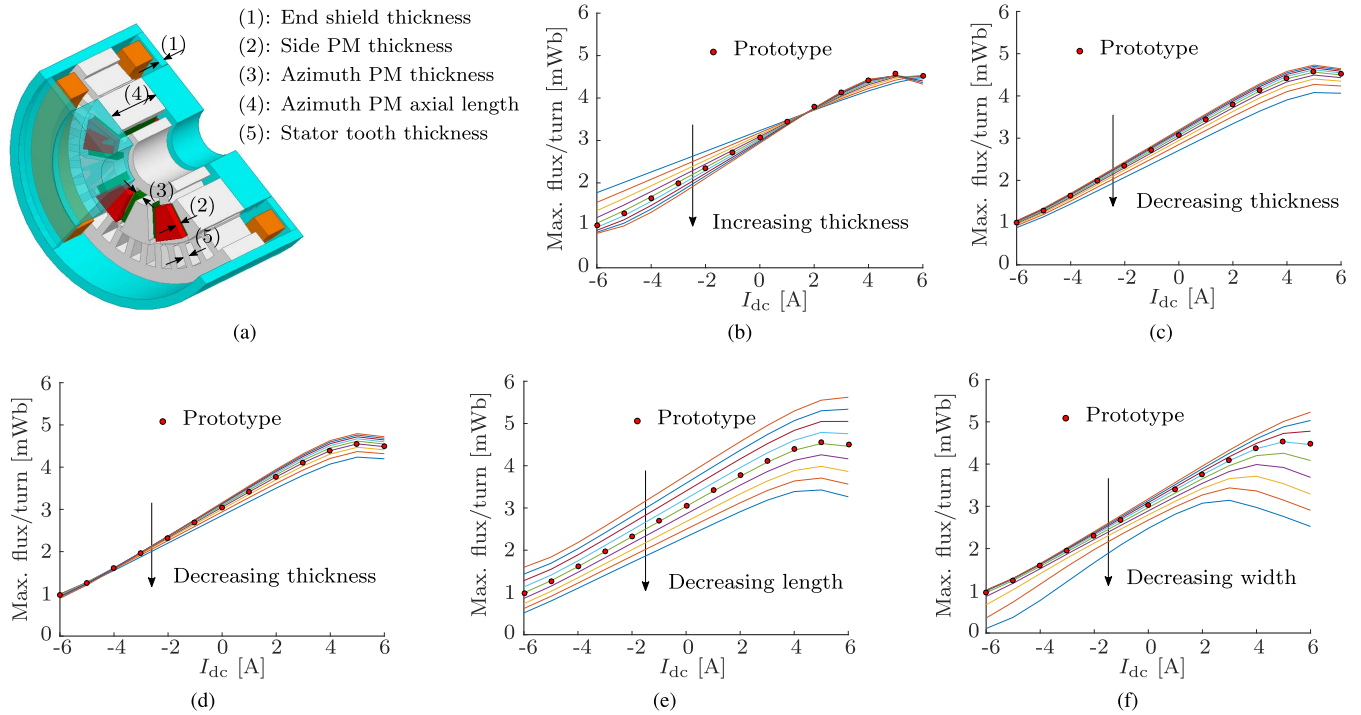 (1): End shield thickness
(2): Side PM thickness
(3): Azimuth PM thickness
(4): Azimuth PM axial length
(5): Stator tooth thickness
(1)
(4)
(3)
(2)
(5)
(a)
Max. flux/turn [mWb]
6
5
4
3
2
1
0
Prototype
Increasing thickness
-6 -4 -2 0 2 4 6
I_dc [A]
(b)
Max. flux/turn [mWb]
6
5
4
3
2
1
0
Prototype
Decreasing thickness
-6 -4 -2 0 2 4 6
I_dc [A]
(c)
Max. flux/turn [mWb]
6
5
4
3
2
1
0
Prototype
Decreasing thickness
-6 -4 -2 0 2 4 6
I_dc [A]
(d)
Max. flux/turn [mWb]
6
5
4
3
2
1
0
Prototype
Decreasing length
-6 -4 -2 0 2 4 6
I_dc [A]
(e)
Max. flux/turn [mWb]
6
5
4
3
2
1
0
Prototype
Decreasing width
-6 -4 -2 0 2 4 6
I_dc [A]
(f)